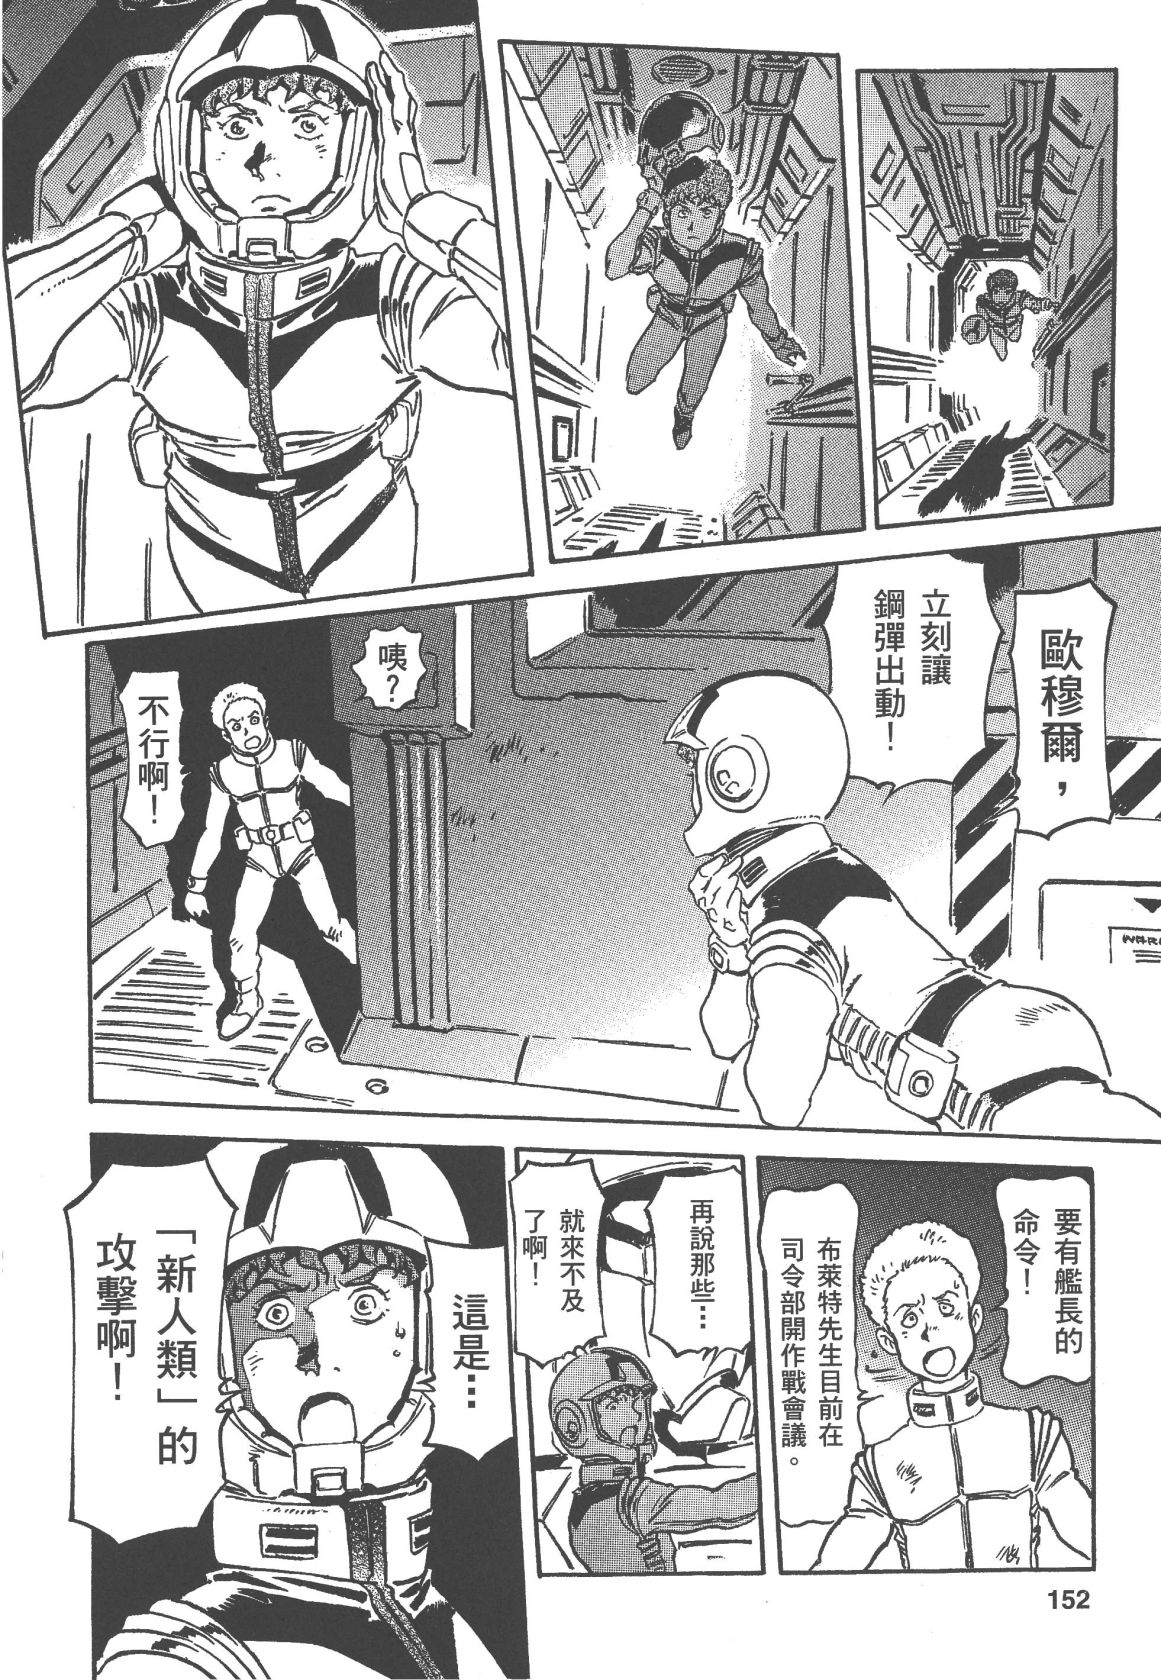 歐穆爾，
立刻讓
鋼彈出動！
咦？
不行啊！
要有艦長的
命令！
布萊特先生目前在
司令部開作戰會議。
再說那些…
就來不及
了啊！
這是…
「新人類」的
攻擊啊！
152